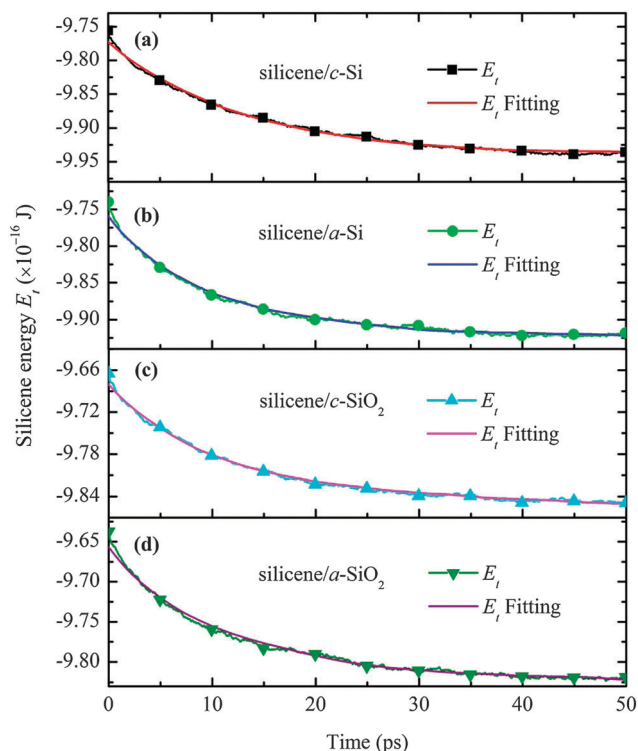 Silicene energy Eₜ (×10⁻¹⁶ J)
-9.75
-9.80
-9.85
-9.90
-9.95
(a)
silicene/c-Si
Eₜ
Eₜ Fitting
-9.75
-9.80
-9.85
-9.90
(b)
silicene/a-Si
Eₜ
Eₜ Fitting
-9.66
-9.72
-9.78
-9.84
(c)
silicene/c-SiO₂
Eₜ
Eₜ Fitting
-9.65
-9.70
-9.75
-9.80
(d)
silicene/a-SiO₂
Eₜ
Eₜ Fitting
0 10 20 30 40 50
Time (ps)